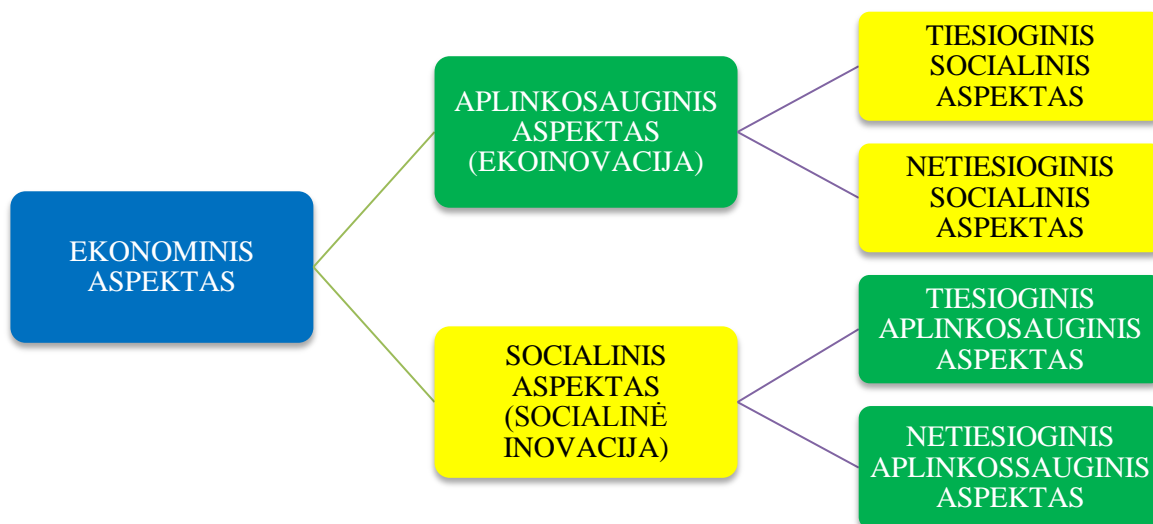 EKONOMINIS
ASPEKTAS
APLINKOSAUGINIS
ASPEKTAS
(EKOINOVACIJA)
TIESIOGINIS
SOCIALINIS
ASPEKTAS
NETIESIOGINIS
SOCIALINIS
ASPEKTAS
SOCIALINIS
ASPEKTAS
(SOCIALINĖ
INOVACIJA)
TIESIOGINIS
APLINKOSAUGINIS
ASPEKTAS
NETIESIOGINIS
APLINKOSSAUGINIS
ASPEKTAS